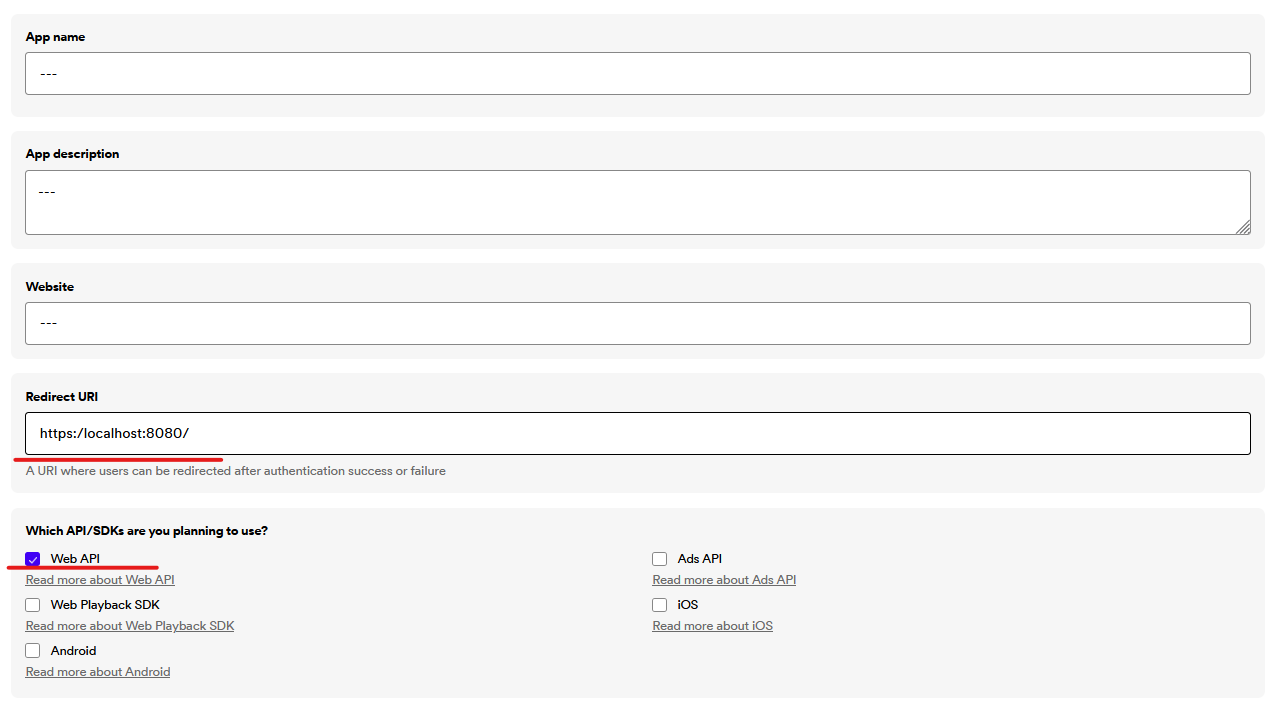 App name
---
App description
---
Website
---
Redirect URI
https:/localhost:8080/
A URI where users can be redirected after authentication success or failure
Which API/SDKs are you planning to use?
Web API
Read more about Web API
Ads API
Read more about Ads API
Web Playback SDK
Read more about Web Playback SDK
iOS
Read more about iOS
Android
Read more about Android